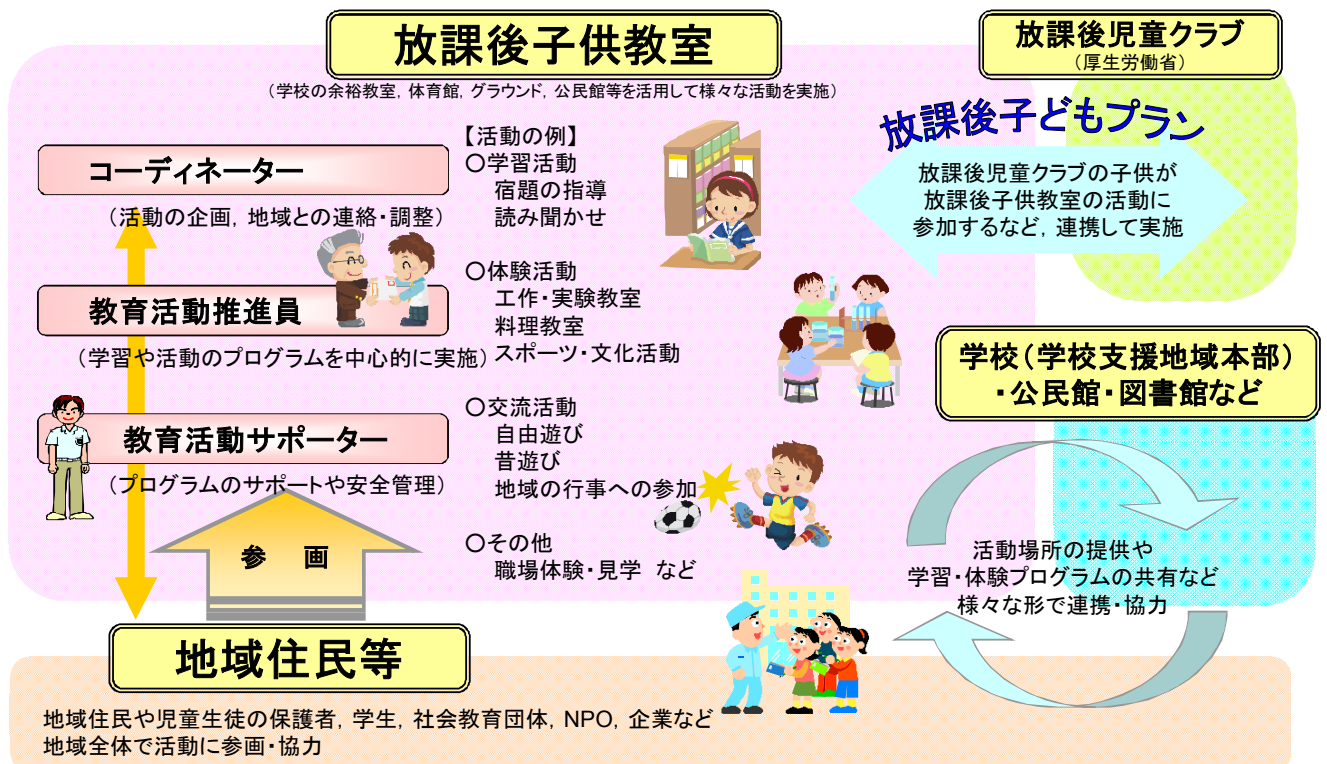 放課後子供教室
(学校の余裕教室，体育館，グラウンド，公民館等を活用して様々な活動を実施)
コーディネーター
(活動の企画，地域との連絡・調整)
教育活動推進員
(学習や活動のプログラムを中心的に実施)
教育活動サポーター
(プログラムのサポートや安全管理)
参　画
【活動の例】
○学習活動
宿題の指導
読み聞かせ
○体験活動
工作・実験教室
料理教室
スポーツ・文化活動
○交流活動
自由遊び
昔遊び
地域の行事への参加
○その他
職場体験・見学　など
放課後児童クラブ
(厚生労働省)
放課後子どもプラン
放課後児童クラブの子供が
放課後子供教室の活動に
参加するなど，連携して実施
学校(学校支援地域本部)
・公民館・図書館など
活動場所の提供や
学習・体験プログラムの共有など
様々な形で連携・協力
地域住民等
地域住民や児童生徒の保護者，学生，社会教育団体，NPO，企業など
地域全体で活動に参画・協力